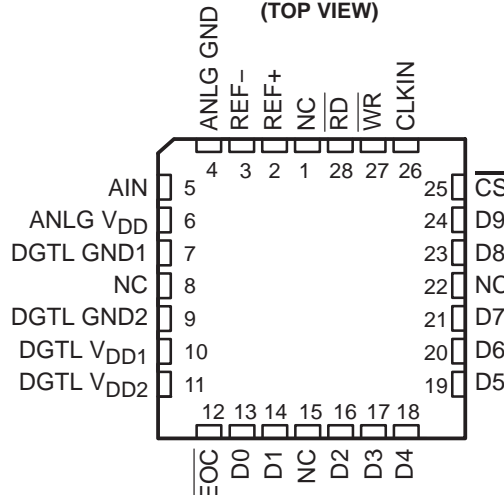 (TOP VIEW)
ANLG GND
REF−
REF+
NC
RD
WR
CLKIN
4 3 2 1 28 27 26
AIN 5
ANLG VDD 6
DGTL GND1 7
NC 8
DGTL GND2 9
DGTL VDD1 10
DGTL VDD2 11
25 CS
24 D9
23 D8
22 NC
21 D7
20 D6
19 D5
12 13 14 15 16 17 18
EOC
D0
D1
NC
D2
D3
D4